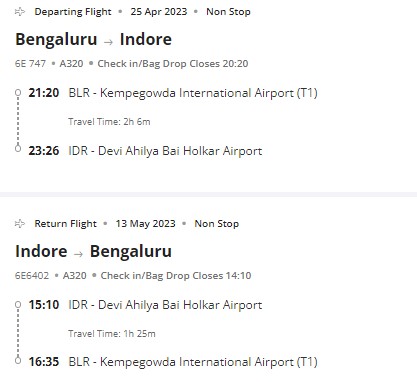 Departing Flight • 25 Apr 2023 • Non Stop
Bengaluru → Indore
6E 747 • A320 • Check in/Bag Drop Closes 20:20
21:20 BLR - Kempegowda International Airport (T1)
Travel Time: 2h 6m
23:26 IDR - Devi Ahilya Bai Holkar Airport
Return Flight • 13 May 2023 • Non Stop
Indore → Bengaluru
6E6402 • A320 • Check in/Bag Drop Closes 14:10
15:10 IDR - Devi Ahilya Bai Holkar Airport
Travel Time: 1h 25m
16:35 BLR - Kempegowda International Airport (T1)